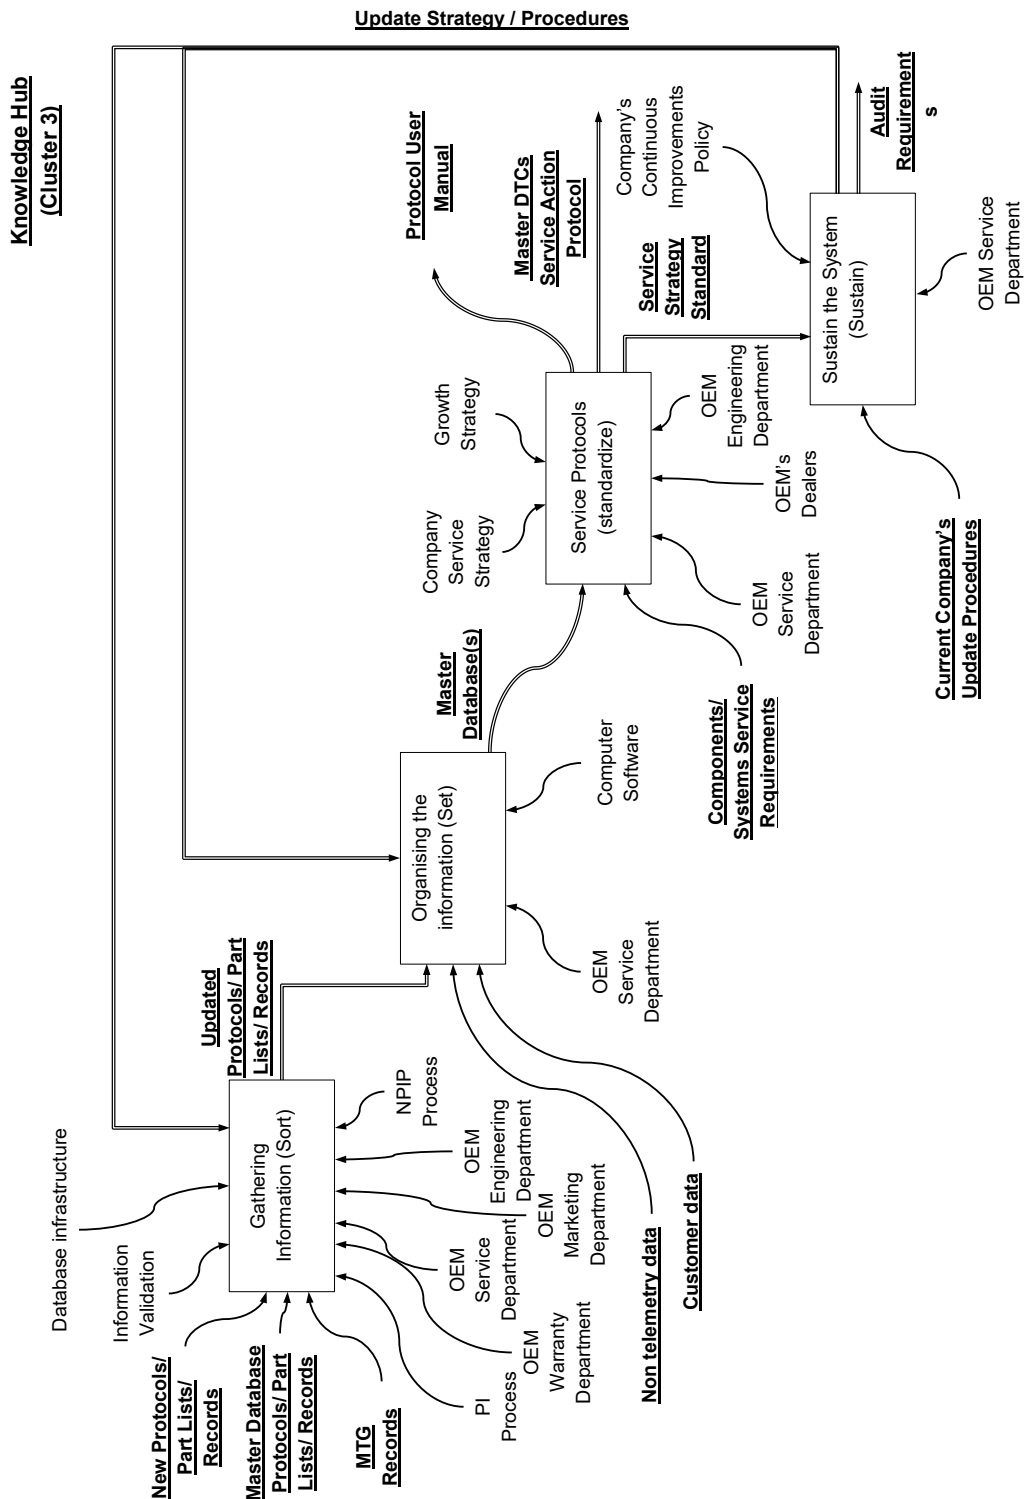 Update Strategy / Procedures
Knowledge Hub
(Cluster 3)
Database infrastructure
Information
Validation
New Protocols/
Part Lists/
Records
Master Database
Protocols/ Part
Lists/ Records
MTG
Records
Gathering
Information (Sort)
PI
Process
OEM
Warranty
Department
OEM
Service
Department
OEM
Marketing
Department
OEM
Engineering
Department
NPIP
Process
Updated
Protocols/ Part
Lists/ Records
Non telemetry data
Customer data
Organising the
information (Set)
OEM
Service
Department
Computer
Software
Master
Database(s)
Company
Service
Strategy
Growth
Strategy
Service Protocols
(standardize)
Components/
Systems Service
Requirements
OEM
Service
Department
OEM's
Dealers
OEM
Engineering
Department
Protocol User
Manual
Master DTCs
Service Action
Protocol
Service
Strategy
Standard
Company's
Continuous
Improvements
Policy
Sustain the System
(Sustain)
Current Company's
Update Procedures
OEM Service
Department
Audit
Requirement
s